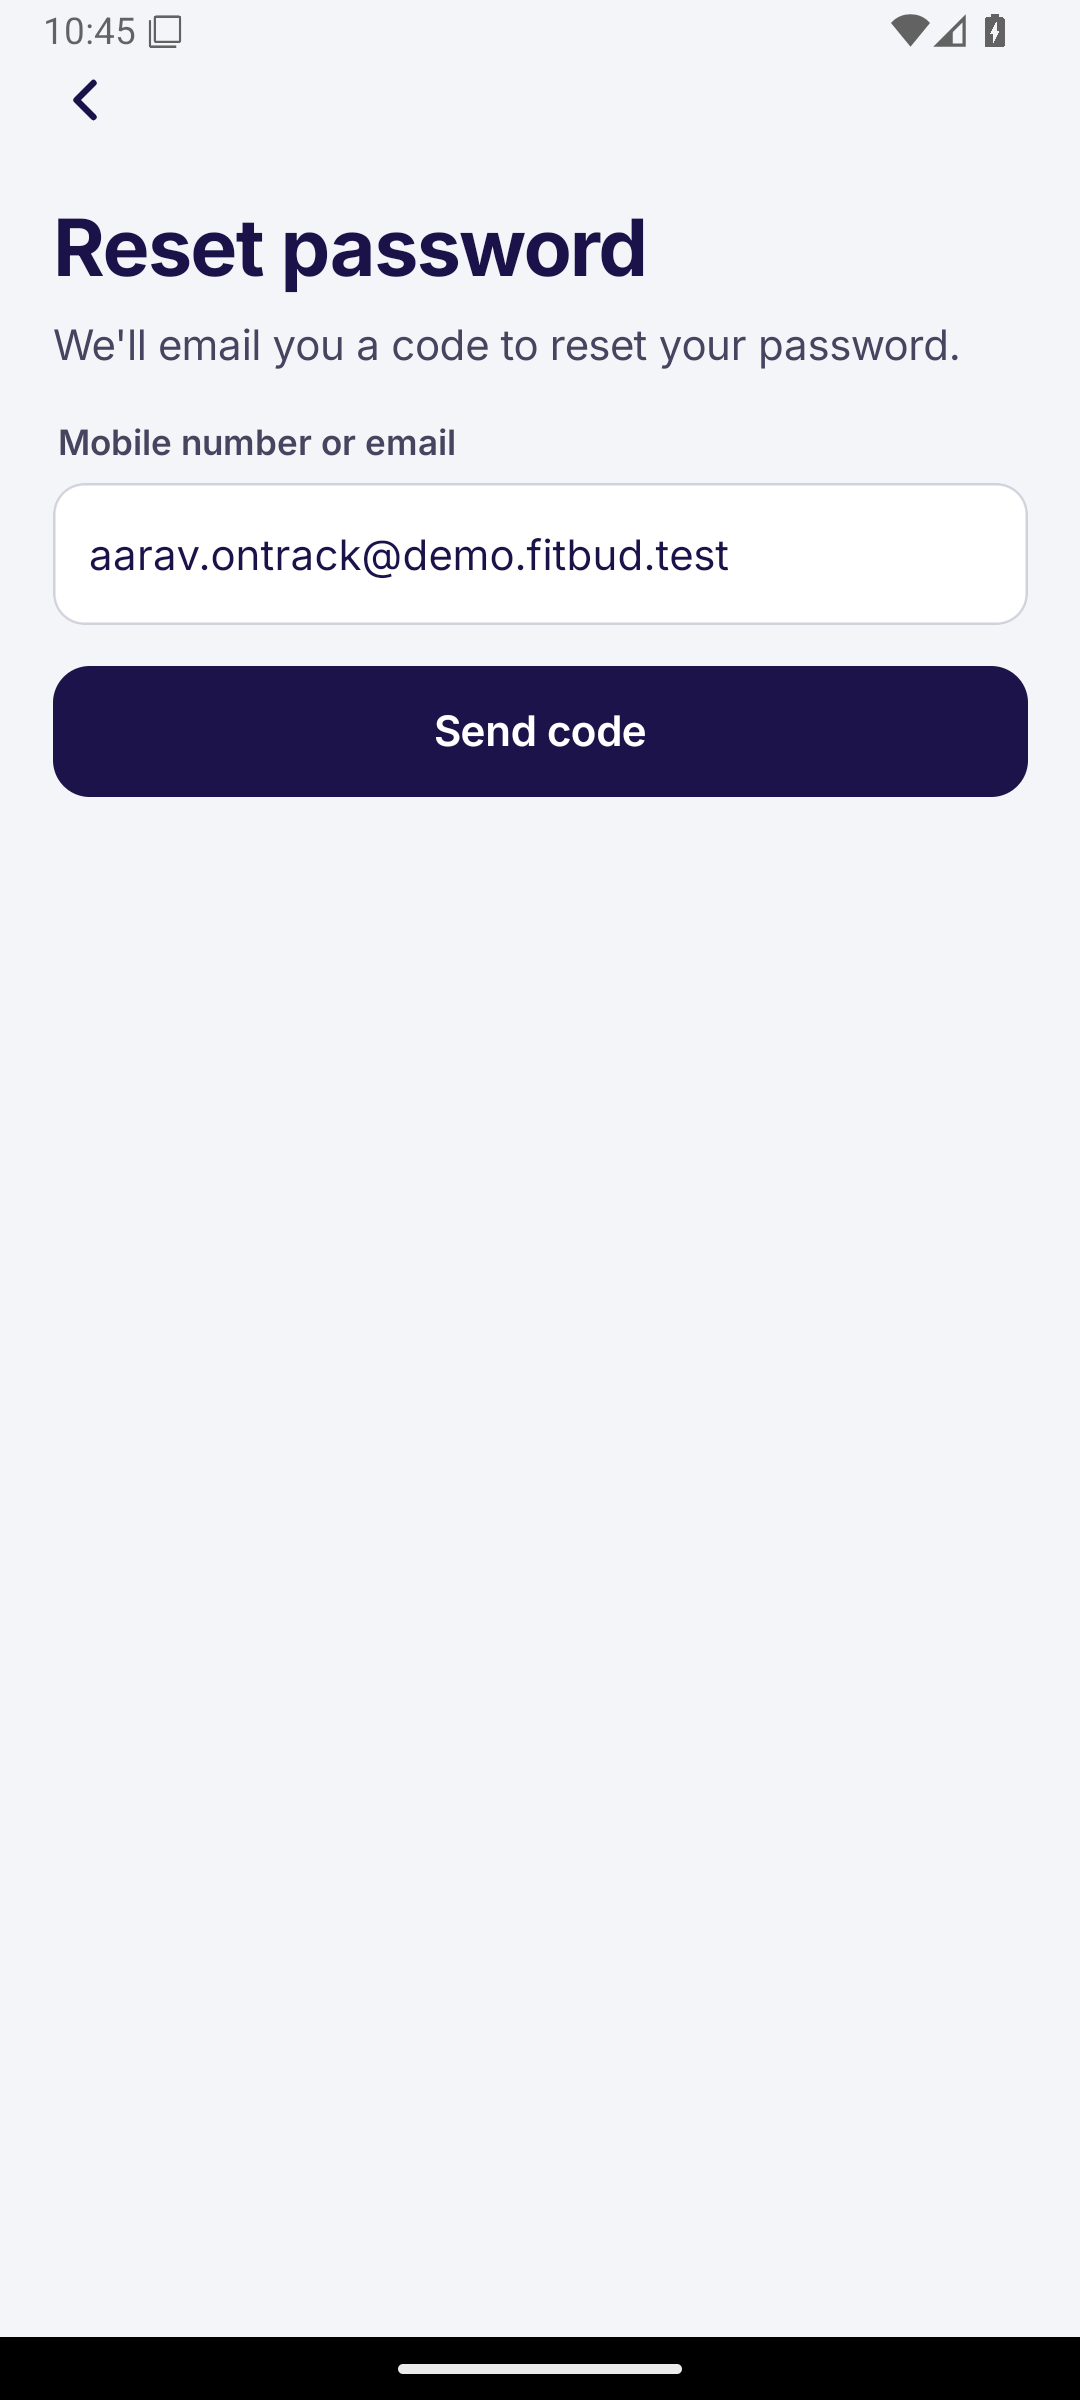 10:45
Reset password
We'll email you a code to reset your password.
Mobile number or email
aarav.ontrack@demo.fitbud.test
Send code